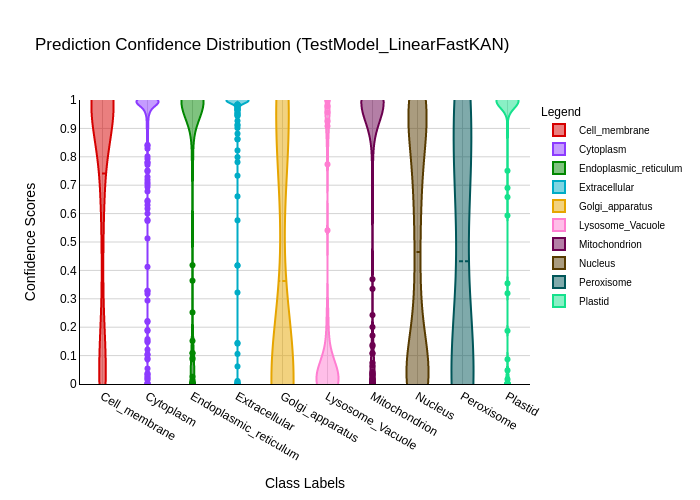 Prediction Confidence Distribution (TestModel_LinearFastKAN)
Legend
Cell_membrane
Cytoplasm
Endoplasmic_reticulum
Extracellular
Golgi_apparatus
Lysosome_Vacuole
Mitochondrion
Nucleus
Peroxisome
Plastid
Confidence Scores
1
0.9
0.8
0.7
0.6
0.5
0.4
0.3
0.2
0.1
0
Cell_membrane
Cytoplasm
Endoplasmic_reticulum
Extracellular
Golgi_apparatus
Lysosome_Vacuole
Mitochondrion
Nucleus
Peroxisome
Plastid
Class Labels